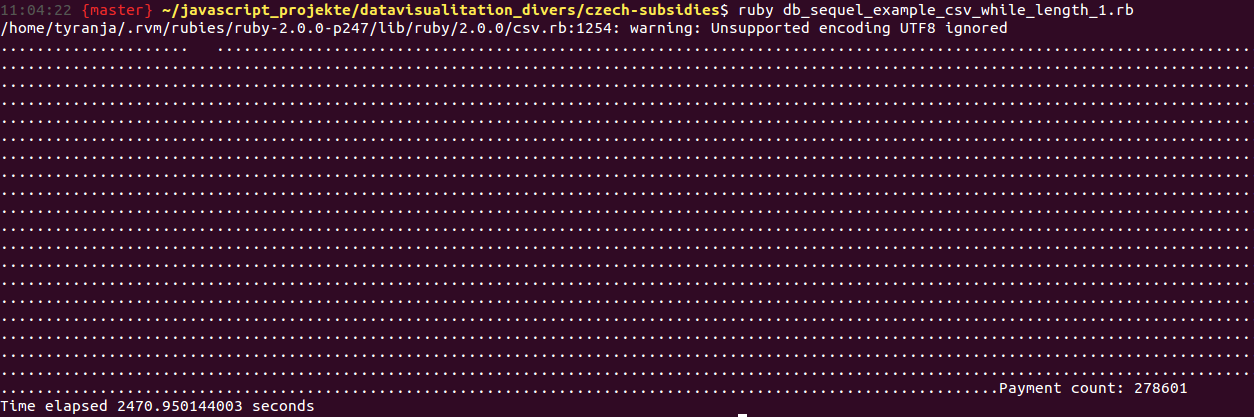 11:04:22 {master} ~/javascript_projekte/datavisualitation_divers/czech-subsidies$ ruby db_sequel_example_csv_while_length_1.rb
/home/tyranja/.rvm/rubies/ruby-2.0.0-p247/lib/ruby/2.0.0/csv.rb:1254: warning: Unsupported encoding UTF8 ignored
...............................................................................................................Payment count: 278601
Time elapsed 2470.950144003 seconds